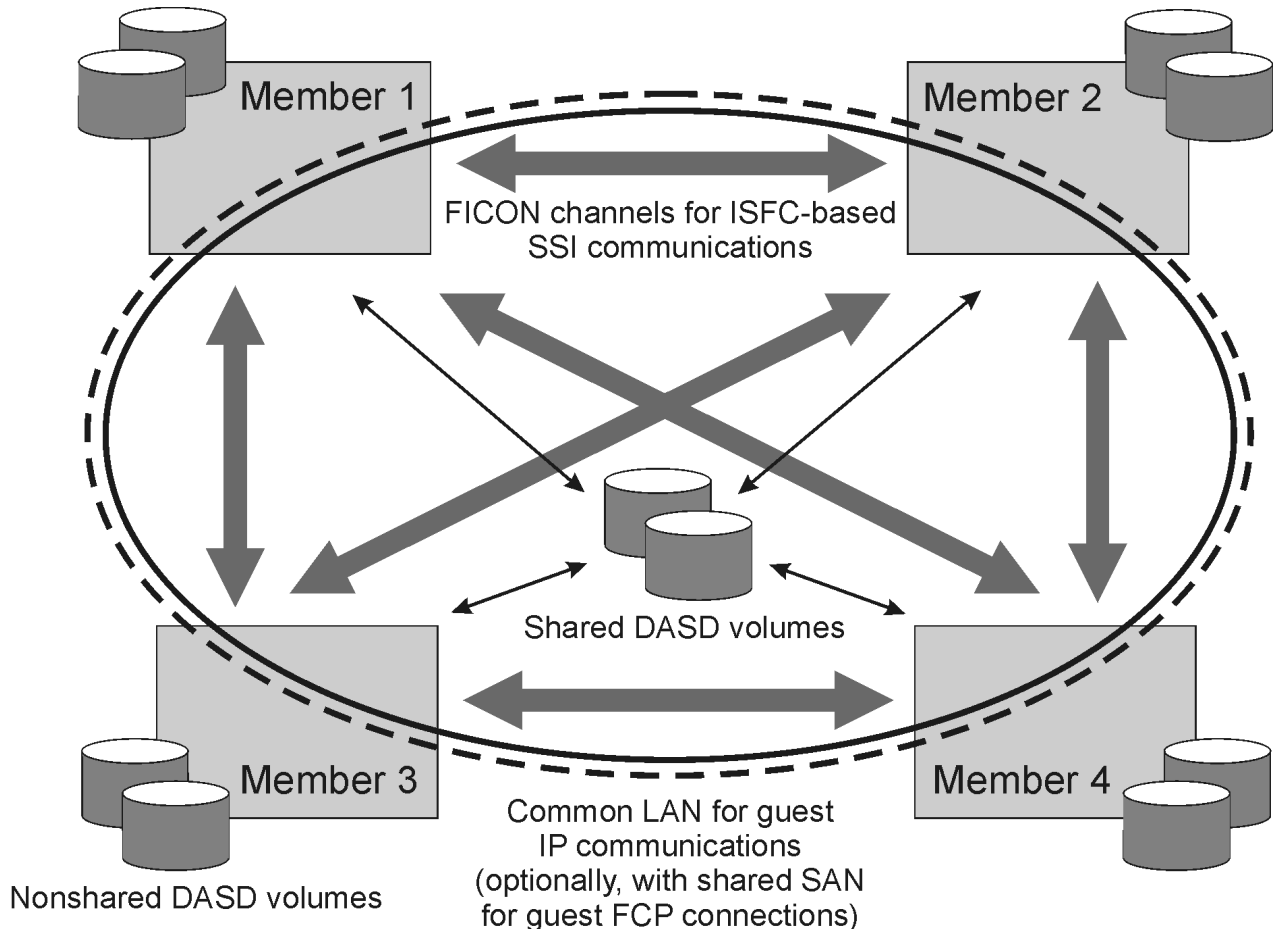 Member 1
Member 2
FICON channels for ISFC-based
SSI communications
Shared DASD volumes
Member 3
Member 4
Common LAN for guest
IP communications
(optionally, with shared SAN
for guest FCP connections)
Nonshared DASD volumes